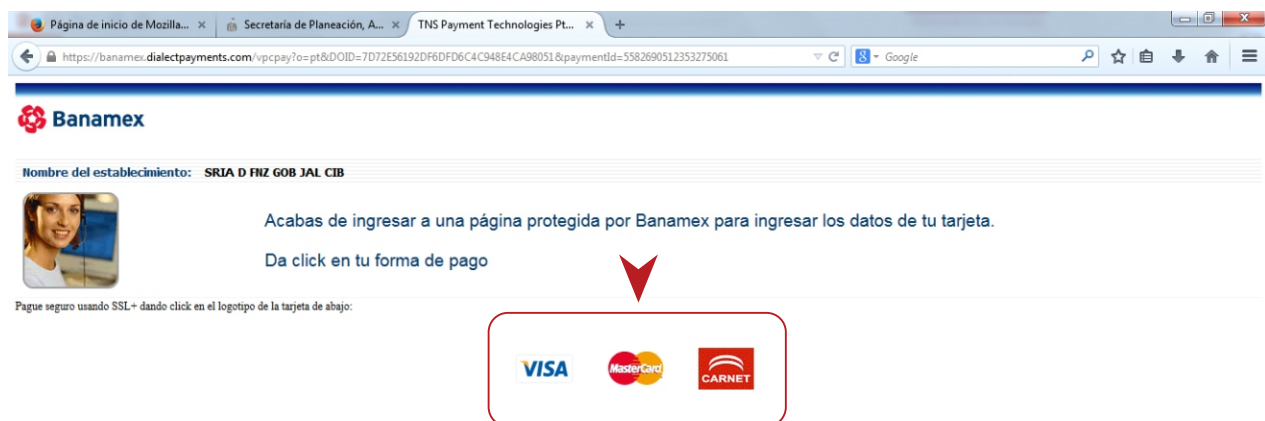 Página de inicio de Mozilla...
Secretaría de Planeación, A...
TNS Payment Technologies Pt...
https://banamex.dialectpayments.com/vpcpay?o=pt&DOID=7D72E56192DF6DFD6C4C948E4CA98051&paymentId=5582690512353275061
Google
Banamex
Nombre del establecimiento: SRIA D FNZ GOB JAL CIB
Acabas de ingresar a una página protegida por Banamex para ingresar los datos de tu tarjeta.
Da click en tu forma de pago
Pague seguro usando SSL+ dando click en el logotipo de la tarjeta de abajo:
VISA
MasterCard
CARNET